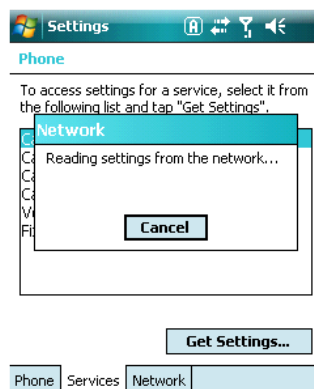 Settings
Phone
To access settings for a service, select it from
the following list and tap "Get Settings".
Network
Reading settings from the network...
Cancel
Get Settings...
Phone Services Network